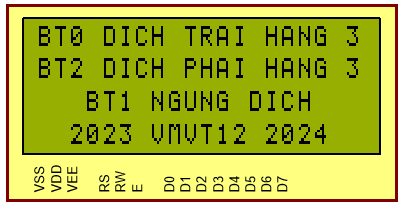 BT0 DICH TRAI HANG 3
BT2 DICH PHAI HANG 3
BT1 NGUNG DICH
2023 VMVT12 2024
VSS VDD VEE RS RW E D0 D1 D2 D3 D4 D5 D6 D7